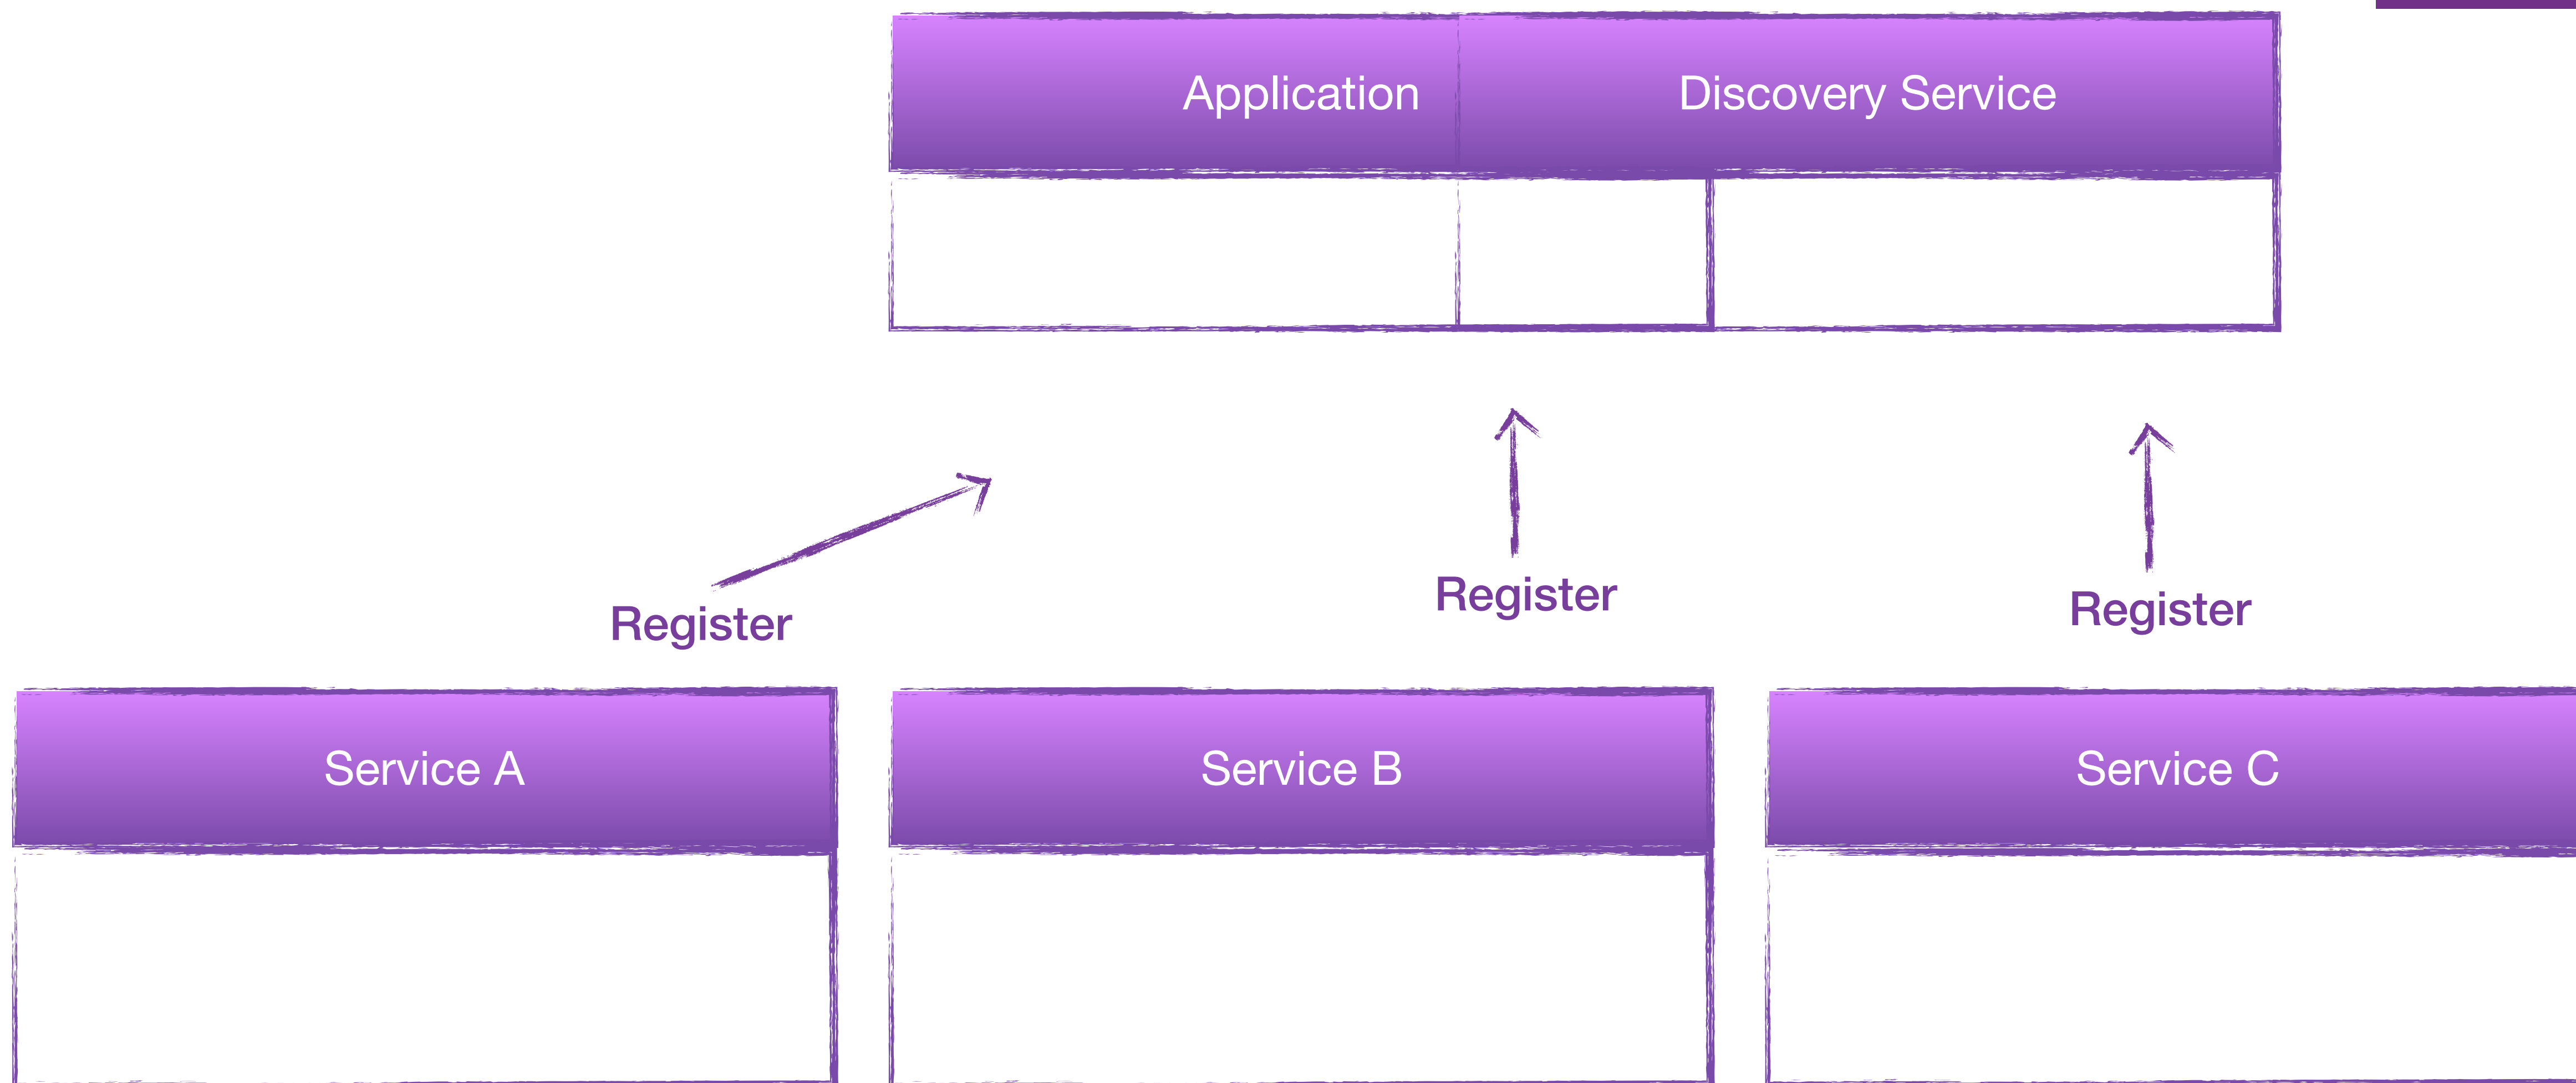 Application
Discovery Service
Register
Register
Register
Service A
Service B
Service C